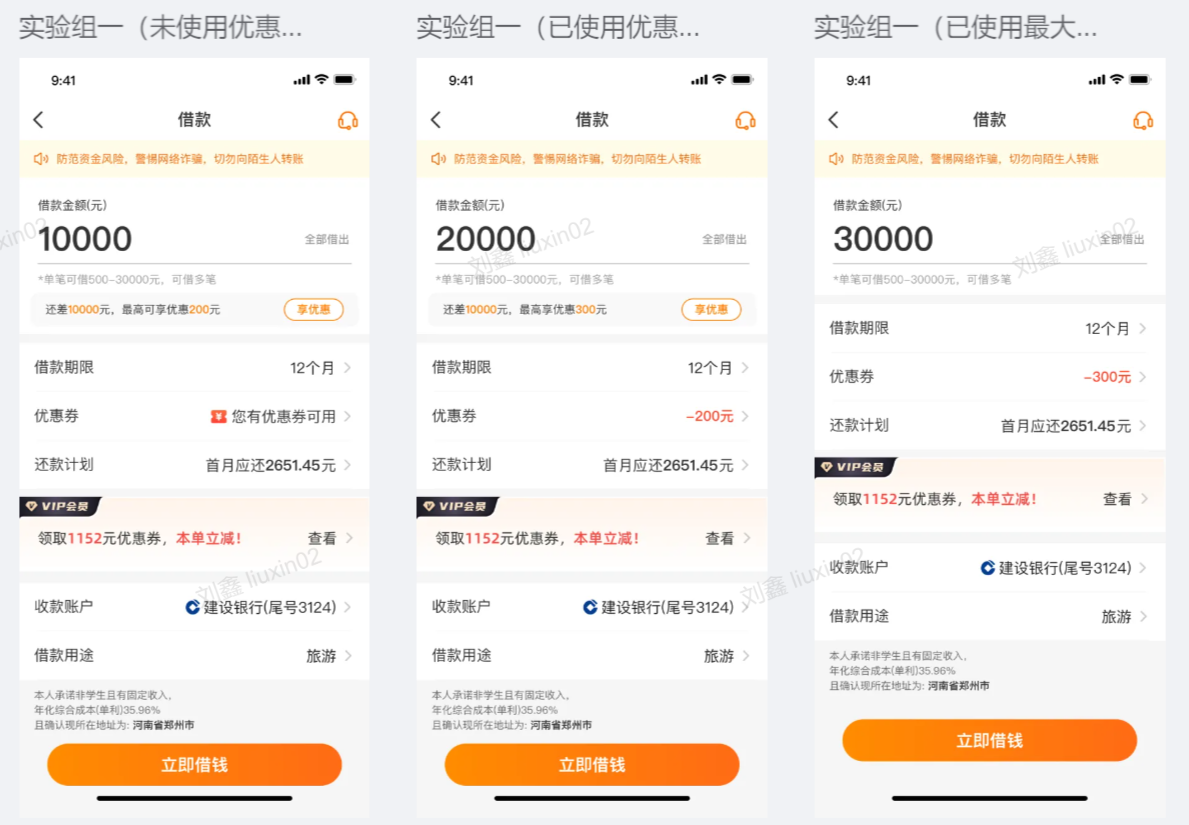 实验组一（未使用优惠...
9:41
借款
防范资金风险，警惕网络诈骗，切勿向陌生人转账
借款金额(元)
10000
全部借出
*单笔可借500-30000元，可借多笔
还差10000元，最高可享优惠200元
享优惠
借款期限
12个月
优惠券
您有优惠券可用
还款计划
首月应还2651.45元
VIP会员
领取1152元优惠券，本单立减!
查看
收款账户
建设银行(尾号3124)
借款用途
旅游
本人承诺非学生且有固定收入，
年化综合成本(单利)35.96%
且确认现所在地址为: 河南省郑州市
立即借钱
实验组一（已使用优惠...
9:41
借款
防范资金风险，警惕网络诈骗，切勿向陌生人转账
借款金额(元)
20000
全部借出
*单笔可借500-30000元，可借多笔
还差10000元，最高享优惠300元
享优惠
借款期限
12个月
优惠券
-200元
还款计划
首月应还2651.45元
VIP会员
领取1152元优惠券，本单立减!
查看
收款账户
建设银行(尾号3124)
借款用途
旅游
本人承诺非学生且有固定收入，
年化综合成本(单利)35.96%
且确认现所在地址为: 河南省郑州市
立即借钱
实验组一（已使用最大...
9:41
借款
防范资金风险，警惕网络诈骗，切勿向陌生人转账
借款金额(元)
30000
全部借出
*单笔可借500-30000元，可借多笔
借款期限
12个月
优惠券
-300元
还款计划
首月应还2651.45元
VIP会员
领取1152元优惠券，本单立减!
查看
收款账户
建设银行(尾号3124)
借款用途
旅游
本人承诺非学生且有固定收入，
年化综合成本(单利)35.96%
且确认现所在地址为: 河南省郑州市
立即借钱
xin02
刘鑫 liuxin02
刘鑫 liuxin02
刘鑫 liuxin02
刘鑫 liuxin02